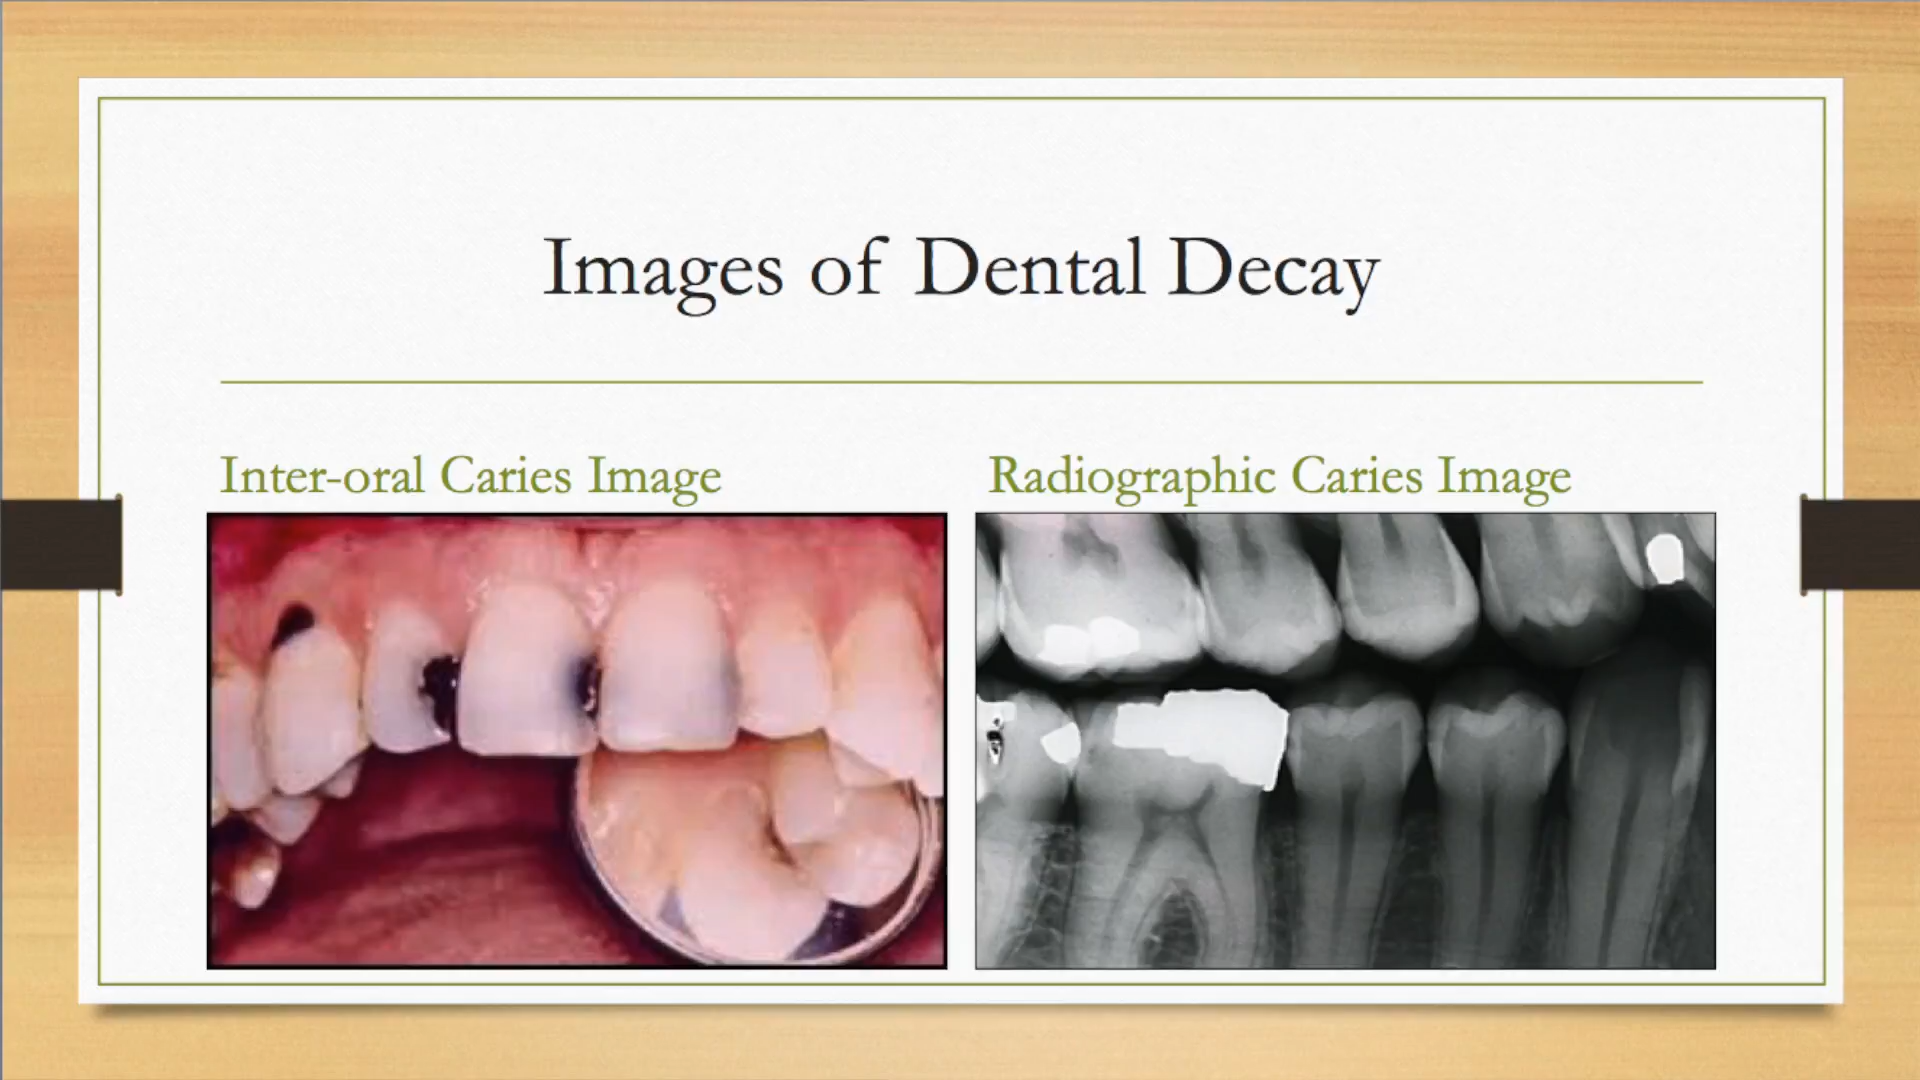 Images of Dental Decay
Inter-oral Caries Image
Radiographic Caries Image